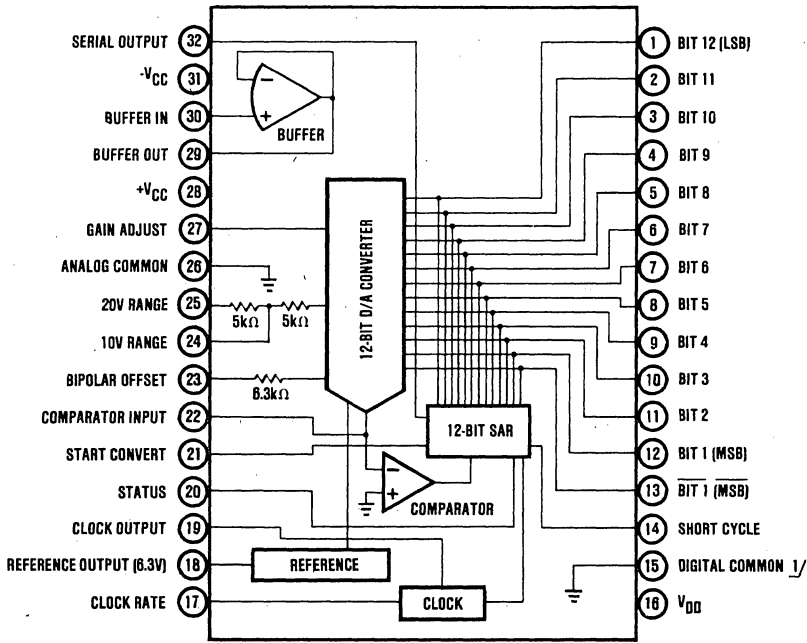 SERIAL OUTPUT 32
-VCC 31
BUFFER IN 30
BUFFER OUT 29
+VCC 28
GAIN ADJUST 27
ANALOG COMMON 26
20V RANGE 25
10V RANGE 24
BIPOLAR OFFSET 23
COMPARATOR INPUT 22
START CONVERT 21
STATUS 20
CLOCK OUTPUT 19
REFERENCE OUTPUT (6.3V) 18
CLOCK RATE 17
−
+
BUFFER
12-BIT D/A CONVERTER
5kΩ 5kΩ
6.3kΩ
12-BIT SAR
−
+
COMPARATOR
REFERENCE
CLOCK
1 BIT 12 (LSB)
2 BIT 11
3 BIT 10
4 BIT 9
5 BIT 8
6 BIT 7
7 BIT 6
8 BIT 5
9 BIT 4
10 BIT 3
11 BIT 2
12 BIT 1 (MSB)
13 BIT 1 (MSB)
14 SHORT CYCLE
15 DIGITAL COMMON 1/
16 VDD